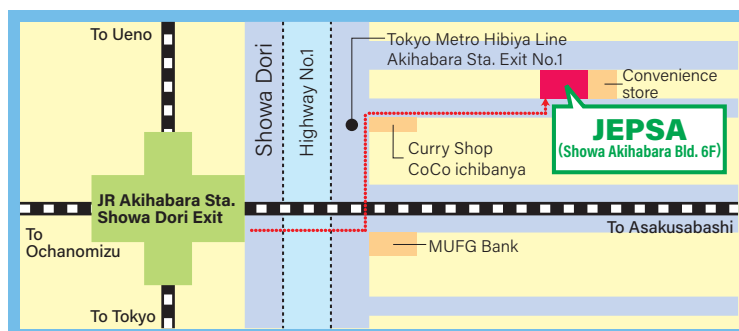 To Ueno
Showa Dori
Highway No.1
Tokyo Metro Hibiya Line
Akihabara Sta. Exit No.1
Convenience
store
JEPSA
(Showa Akihabara Bld. 6F)
Curry Shop
CoCo ichibanya
JR Akihabara Sta.
Showa Dori Exit
To
Ochanomizu
To Asakusabashi
MUFG Bank
To Tokyo